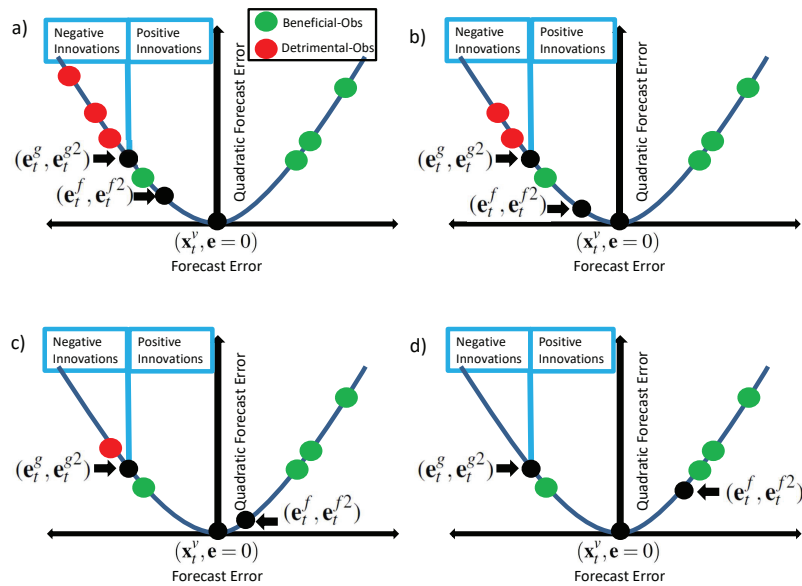 a)
Negative Innovations
Positive Innovations
Beneficial-Obs
Detrimental-Obs
Quadratic Forecast Error
(e_t^g, e_t^{g2})
(e_t^f, e_t^{f2})
(x_t^v, e = 0)
Forecast Error
b)
Negative Innovations
Positive Innovations
Quadratic Forecast Error
(e_t^g, e_t^{g2})
(e_t^f, e_t^{f2})
(x_t^v, e = 0)
Forecast Error
c)
Negative Innovations
Positive Innovations
Quadratic Forecast Error
(e_t^g, e_t^{g2})
(e_t^f, e_t^{f2})
(x_t^v, e = 0)
Forecast Error
d)
Negative Innovations
Positive Innovations
Quadratic Forecast Error
(e_t^g, e_t^{g2})
(e_t^f, e_t^{f2})
(x_t^v, e = 0)
Forecast Error